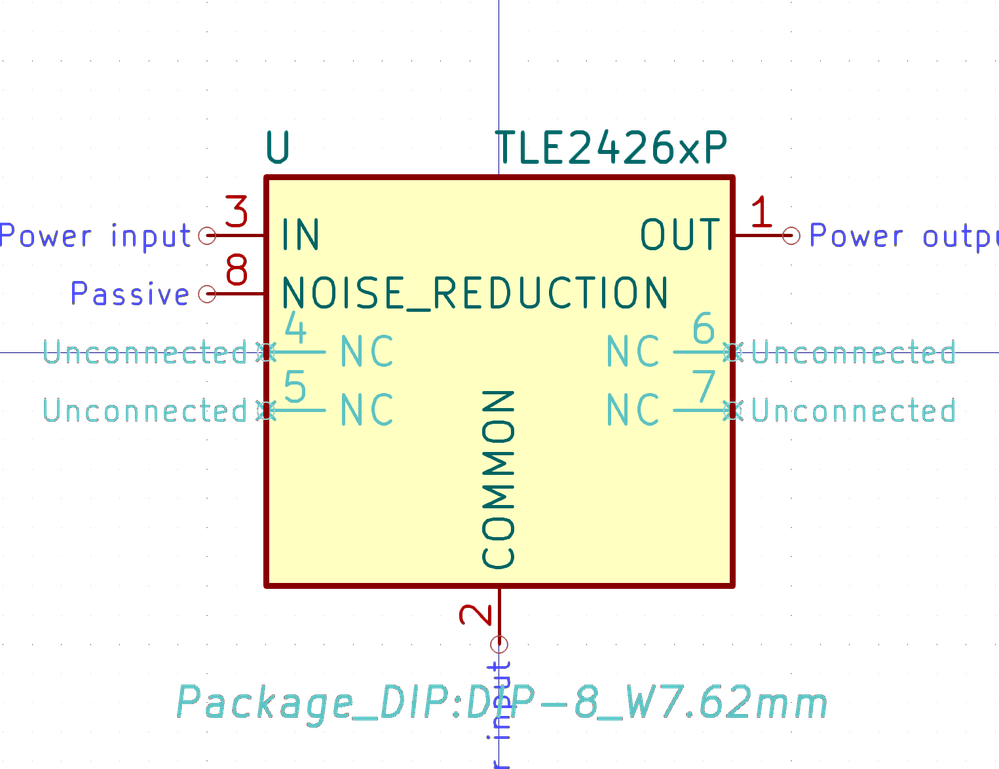 U TLE2426xP
Power input 3 IN OUT 1 Power outpu
Passive 8 NOISE_REDUCTION
Unconnected 4 NC NC 6 Unconnected
Unconnected 5 NC NC 7 Unconnected
COMMON
2
r input
Package_DIP:DIP-8_W7.62mm